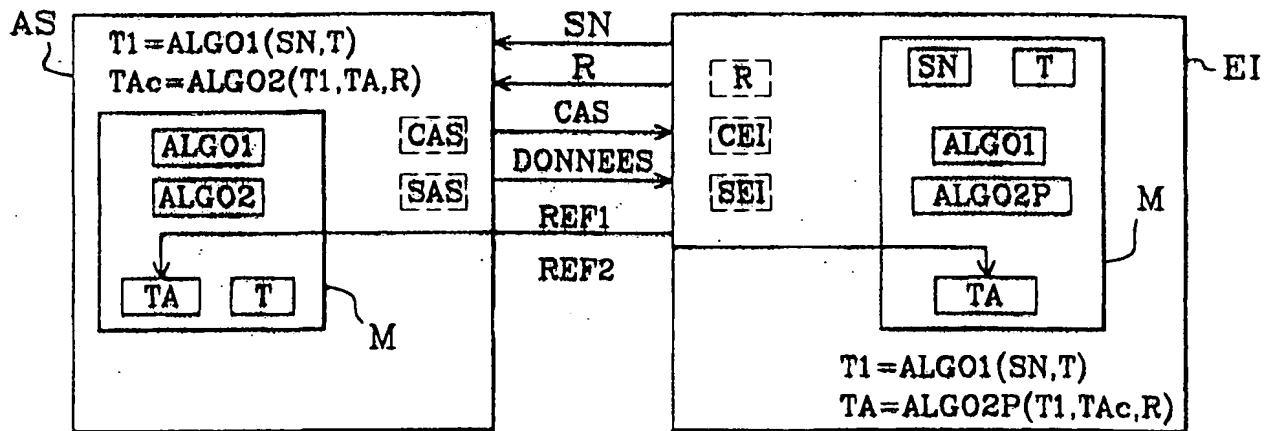 AS
T1=ALGO1(SN,T)
TAc=ALGO2(T1,TA,R)
ALGO1
ALGO2
TA
T
M
CAS
SAS
SN
R
CAS
DONNEES
REF1
REF2
R
CEI
SEI
SN
T
ALGO1
ALGO2P
TA
M
EI
T1=ALGO1(SN,T)
TA=ALGO2P(T1,TAc,R)